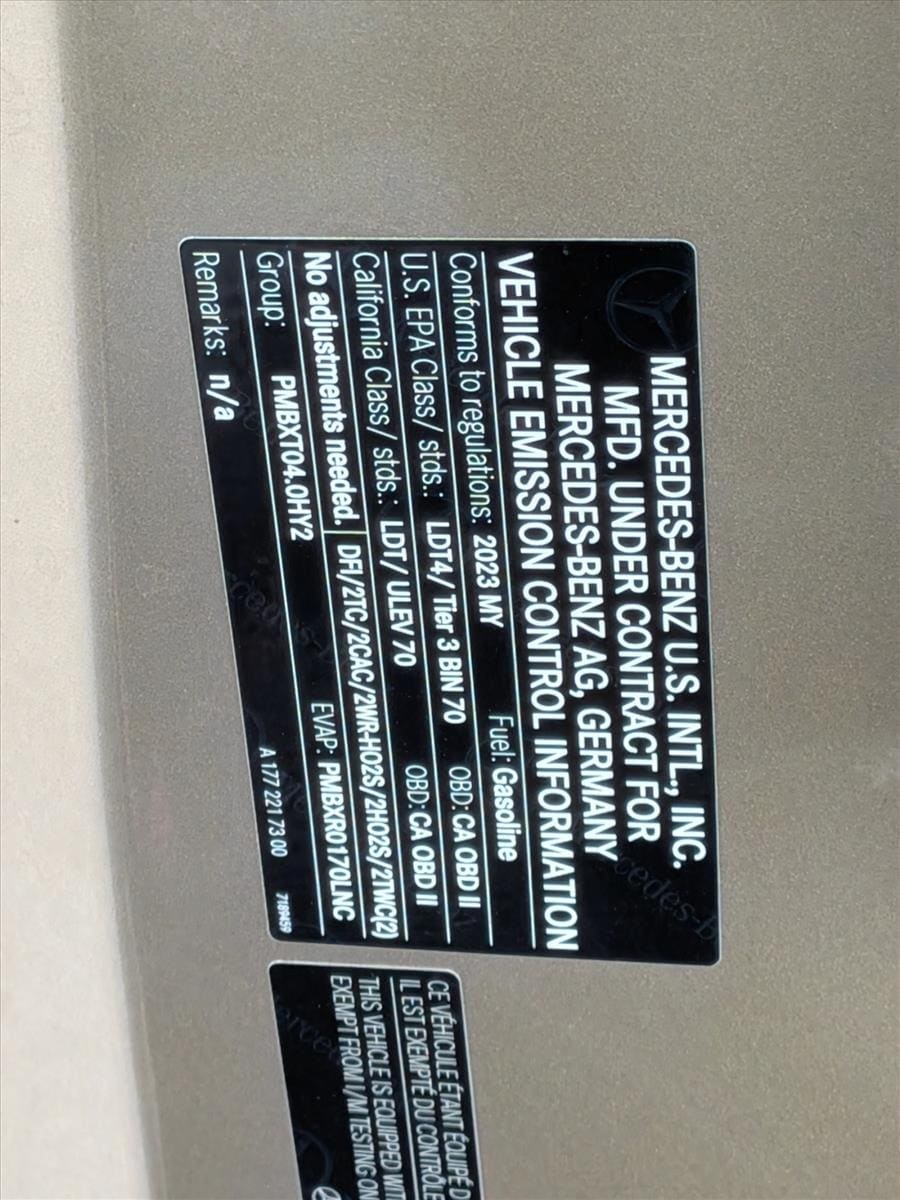 MERCEDES-BENZ U.S. INTL., INC.
MFD. UNDER CONTRACT FOR
MERCEDES-BENZ AG, GERMANY
VEHICLE EMISSION CONTROL INFORMATION
Conforms to regulations: 2023 MY Fuel: Gasoline
U.S. EPA Class/ stds.: LDT4/ Tier 3 BIN 70 OBD: CA OBD II
California Class/ stds.: LDT/ ULEV 70 OBD: CA OBD II
No adjustments needed. DFI/2TC/2CAC/2WR-HO2S/2HO2S/2TWC(2)
Group: PMBXT04.0HY2 EVAP: PMBXR0170LNC
Remarks: n/a
A 177 221 73 00 7189459
CE VÉHICULE ÉTANT ÉQUIPÉ D
IL EST EXEMPTÉ DU CONTRÔLE
THIS VEHICLE IS EQUIPPED WIT
EXEMPT FROM I/M TESTING ON